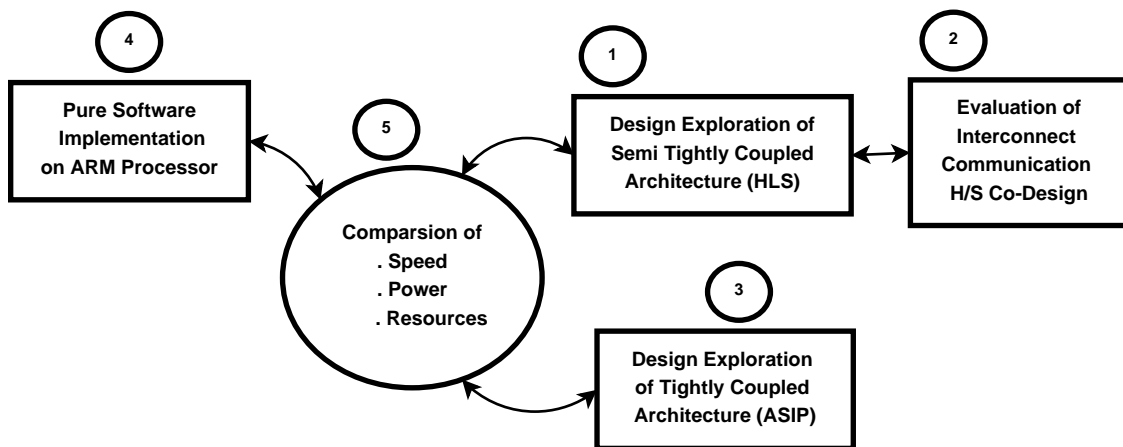 4
Pure Software
Implementation
on ARM Processor
5
Comparsion of
. Speed
. Power
. Resources
1
Design Exploration of
Semi Tightly Coupled
Architecture (HLS)
2
Evaluation of
Interconnect
Communication
H/S Co-Design
3
Design Exploration
of Tightly Coupled
Architecture (ASIP)